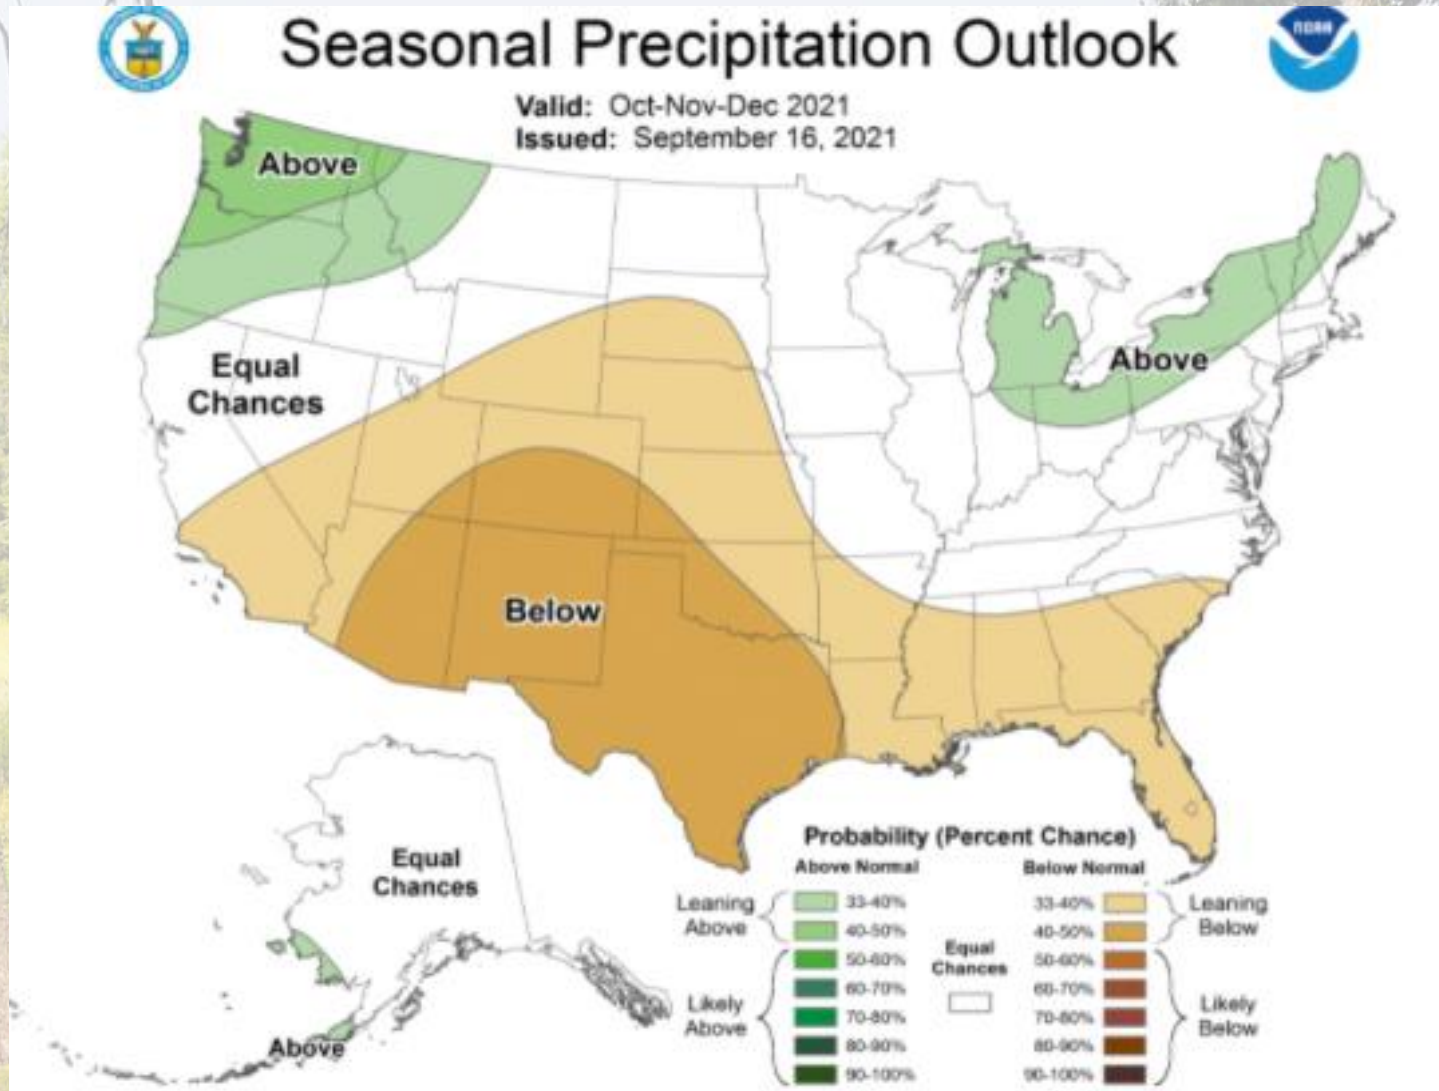 Seasonal Precipitation Outlook
NOAA
Valid: Oct-Nov-Dec 2021
Issued: September 16, 2021
Above
Equal
Chances
Above
Below
Equal
Chances
Above
Probability (Percent Chance)
Above Normal
Below Normal
Leaning
Above
33-40%
40-50%
Likely
Above
50-60%
60-70%
70-80%
80-90%
90-100%
Equal
Chances
33-40%
40-50%
Leaning
Below
50-60%
60-70%
70-80%
80-90%
90-100%
Likely
Below